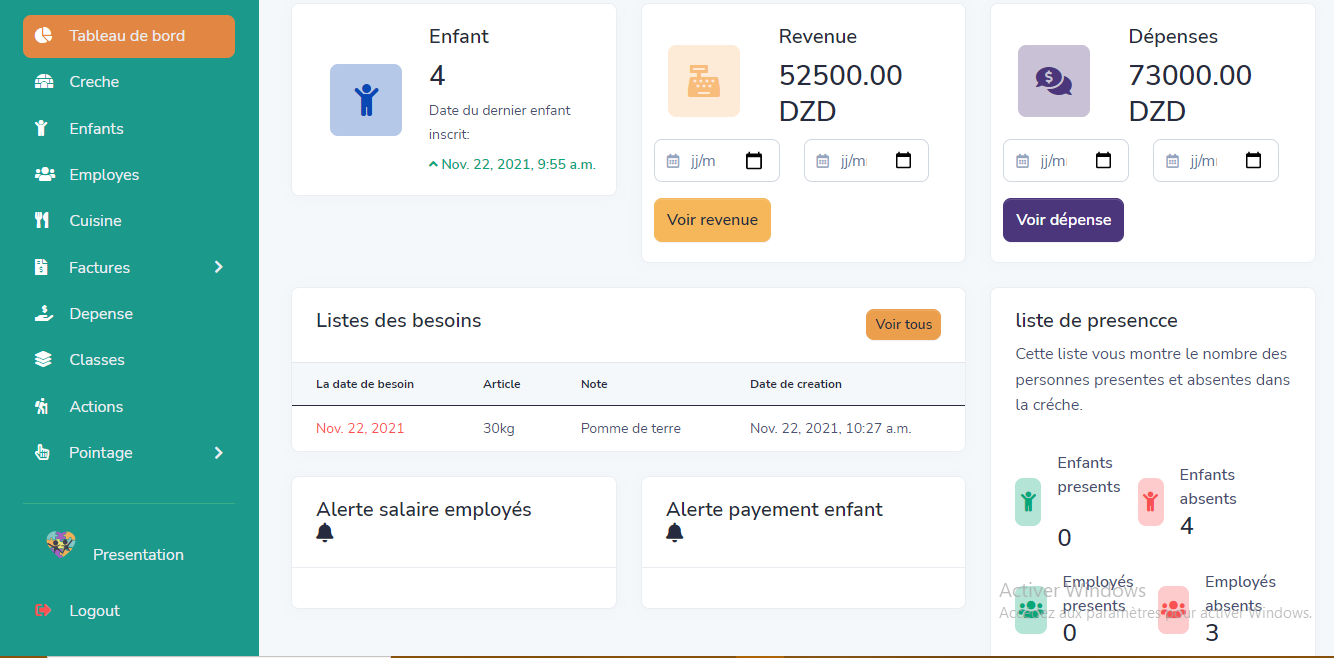 Tableau de bord
Creche
Enfants
Employes
Cuisine
Factures
Depense
Classes
Actions
Pointage
Presentation
Logout
Enfant
4
Date du dernier enfant
inscrit:
Nov. 22, 2021, 9:55 a.m.
Revenue
52500.00
DZD
jj/m jj/m
Voir revenue
Dépenses
73000.00
DZD
jj/m jj/m
Voir dépense
Listes des besoins
Voir tous
La date de besoin Article Note Date de creation
Nov. 22, 2021 30kg Pomme de terre Nov. 22, 2021, 10:27 a.m.
Alerte salaire employés
Alerte payement enfant
liste de presencce
Cette liste vous montre le nombre des
personnes presentes et absentes dans
la créche.
Enfants
presents
0
Enfants
absents
4
Employés
presents
0
Employés
absents
3
Activer Windows
Accédez aux paramètres pour activer Windows.